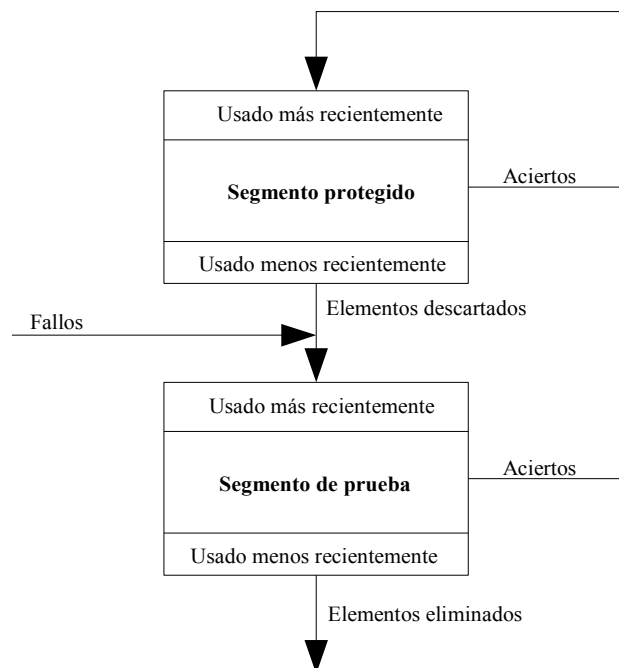 Usado más recientemente
Segmento protegido
Aciertos
Usado menos recientemente
Elementos descartados
Fallos
Usado más recientemente
Segmento de prueba
Aciertos
Usado menos recientemente
Elementos eliminados